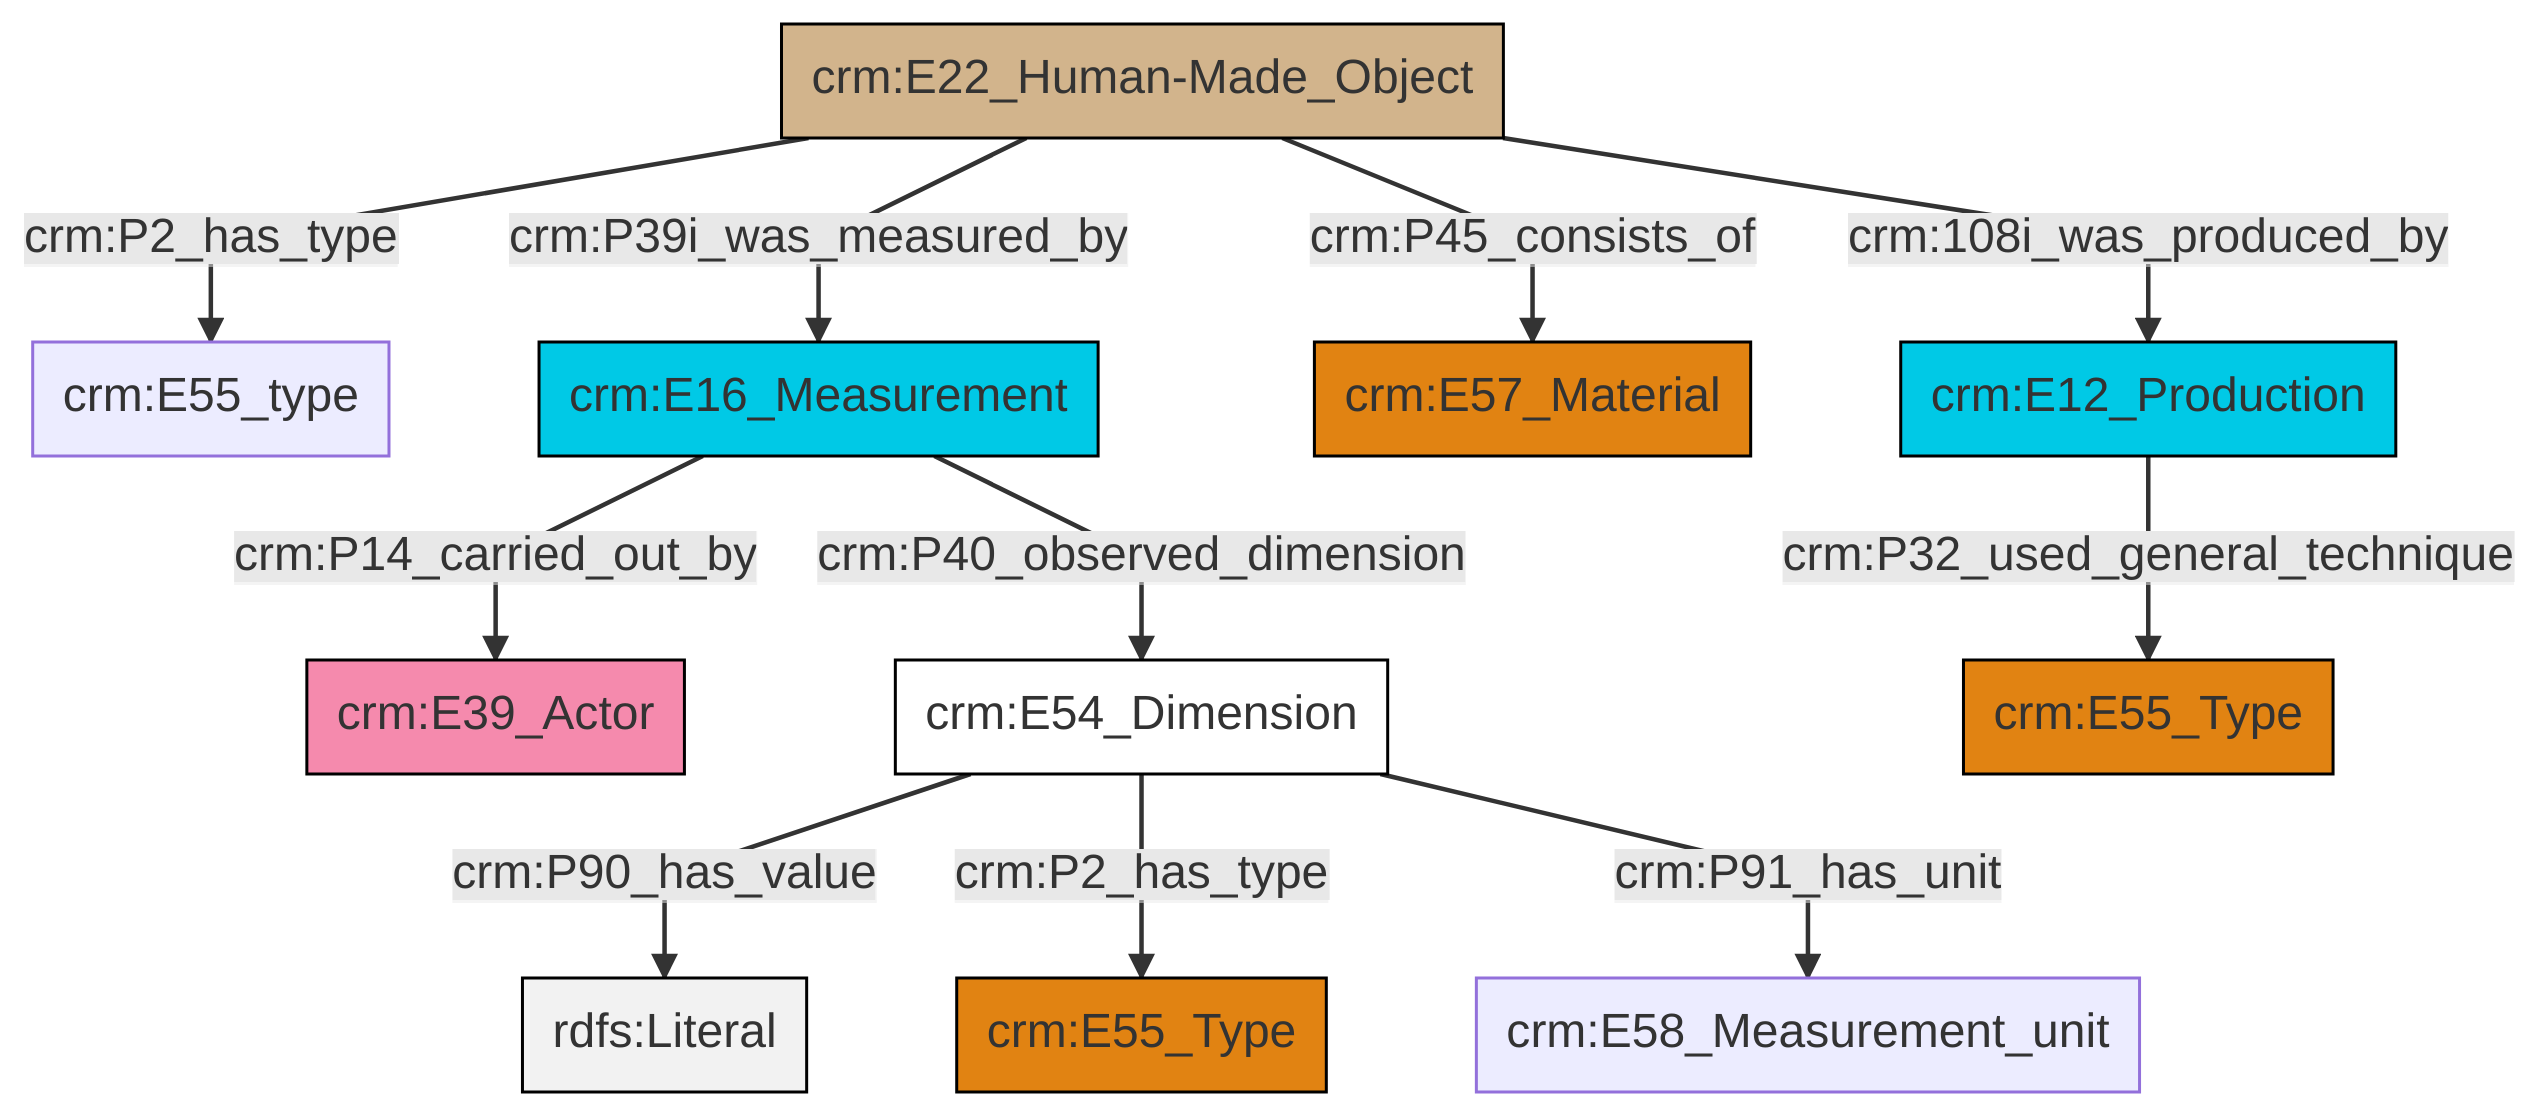 crm:E22_Human-Made_Object
crm:P2_has_type
crm:P39i_was_measured_by
crm:P45_consists_of
crm:108i_was_produced_by
crm:E55_type
crm:E16_Measurement
crm:E57_Material
crm:E12_Production
crm:P14_carried_out_by
crm:P40_observed_dimension
crm:P32_used_general_technique
crm:E39_Actor
crm:E54_Dimension
crm:E55_Type
crm:P90_has_value
crm:P2_has_type
crm:P91_has_unit
rdfs:Literal
crm:E55_Type
crm:E58_Measurement_unit